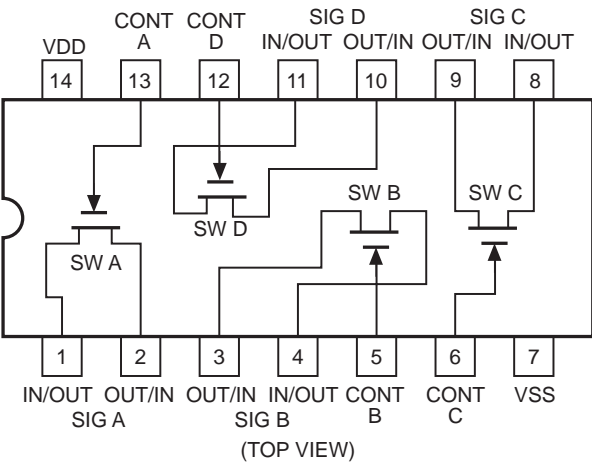 CONT CONT SIG D SIG C
VDD A D IN/OUT OUT/IN OUT/IN IN/OUT
14 13 12 11 10 9 8
SW B SW C
SW D
SW A
1 2 3 4 5 6 7
IN/OUT OUT/IN OUT/IN IN/OUT CONT CONT VSS
SIG A SIG B B C
(TOP VIEW)